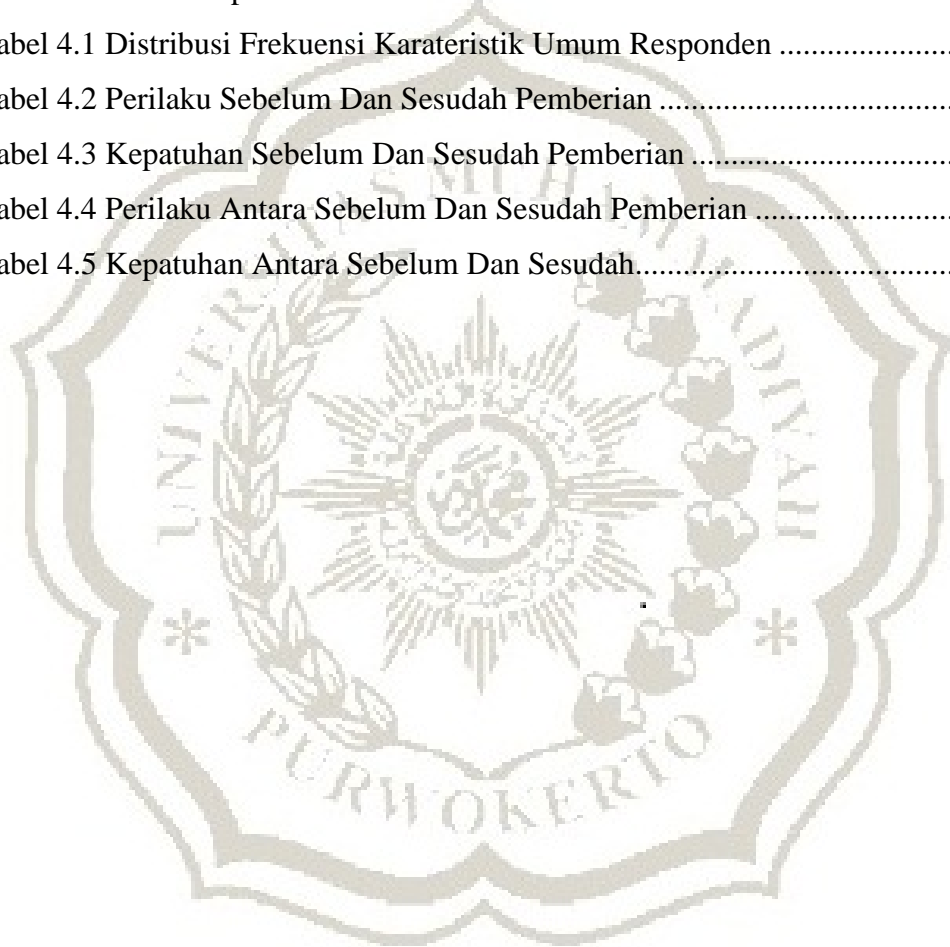 abel 4.1 Distribusi Frekuensi Karateristik Umum Responden ....................
abel 4.2 Perilaku Sebelum Dan Sesudah Pemberian ...................................
abel 4.3 Kepatuhan Sebelum Dan Sesudah Pemberian ...............................
abel 4.4 Perilaku Antara Sebelum Dan Sesudah Pemberian .......................
abel 4.5 Kepatuhan Antara Sebelum Dan Sesudah......................................
UNIVERSITAS MUHAMMADIYAH
PURWOKERTO